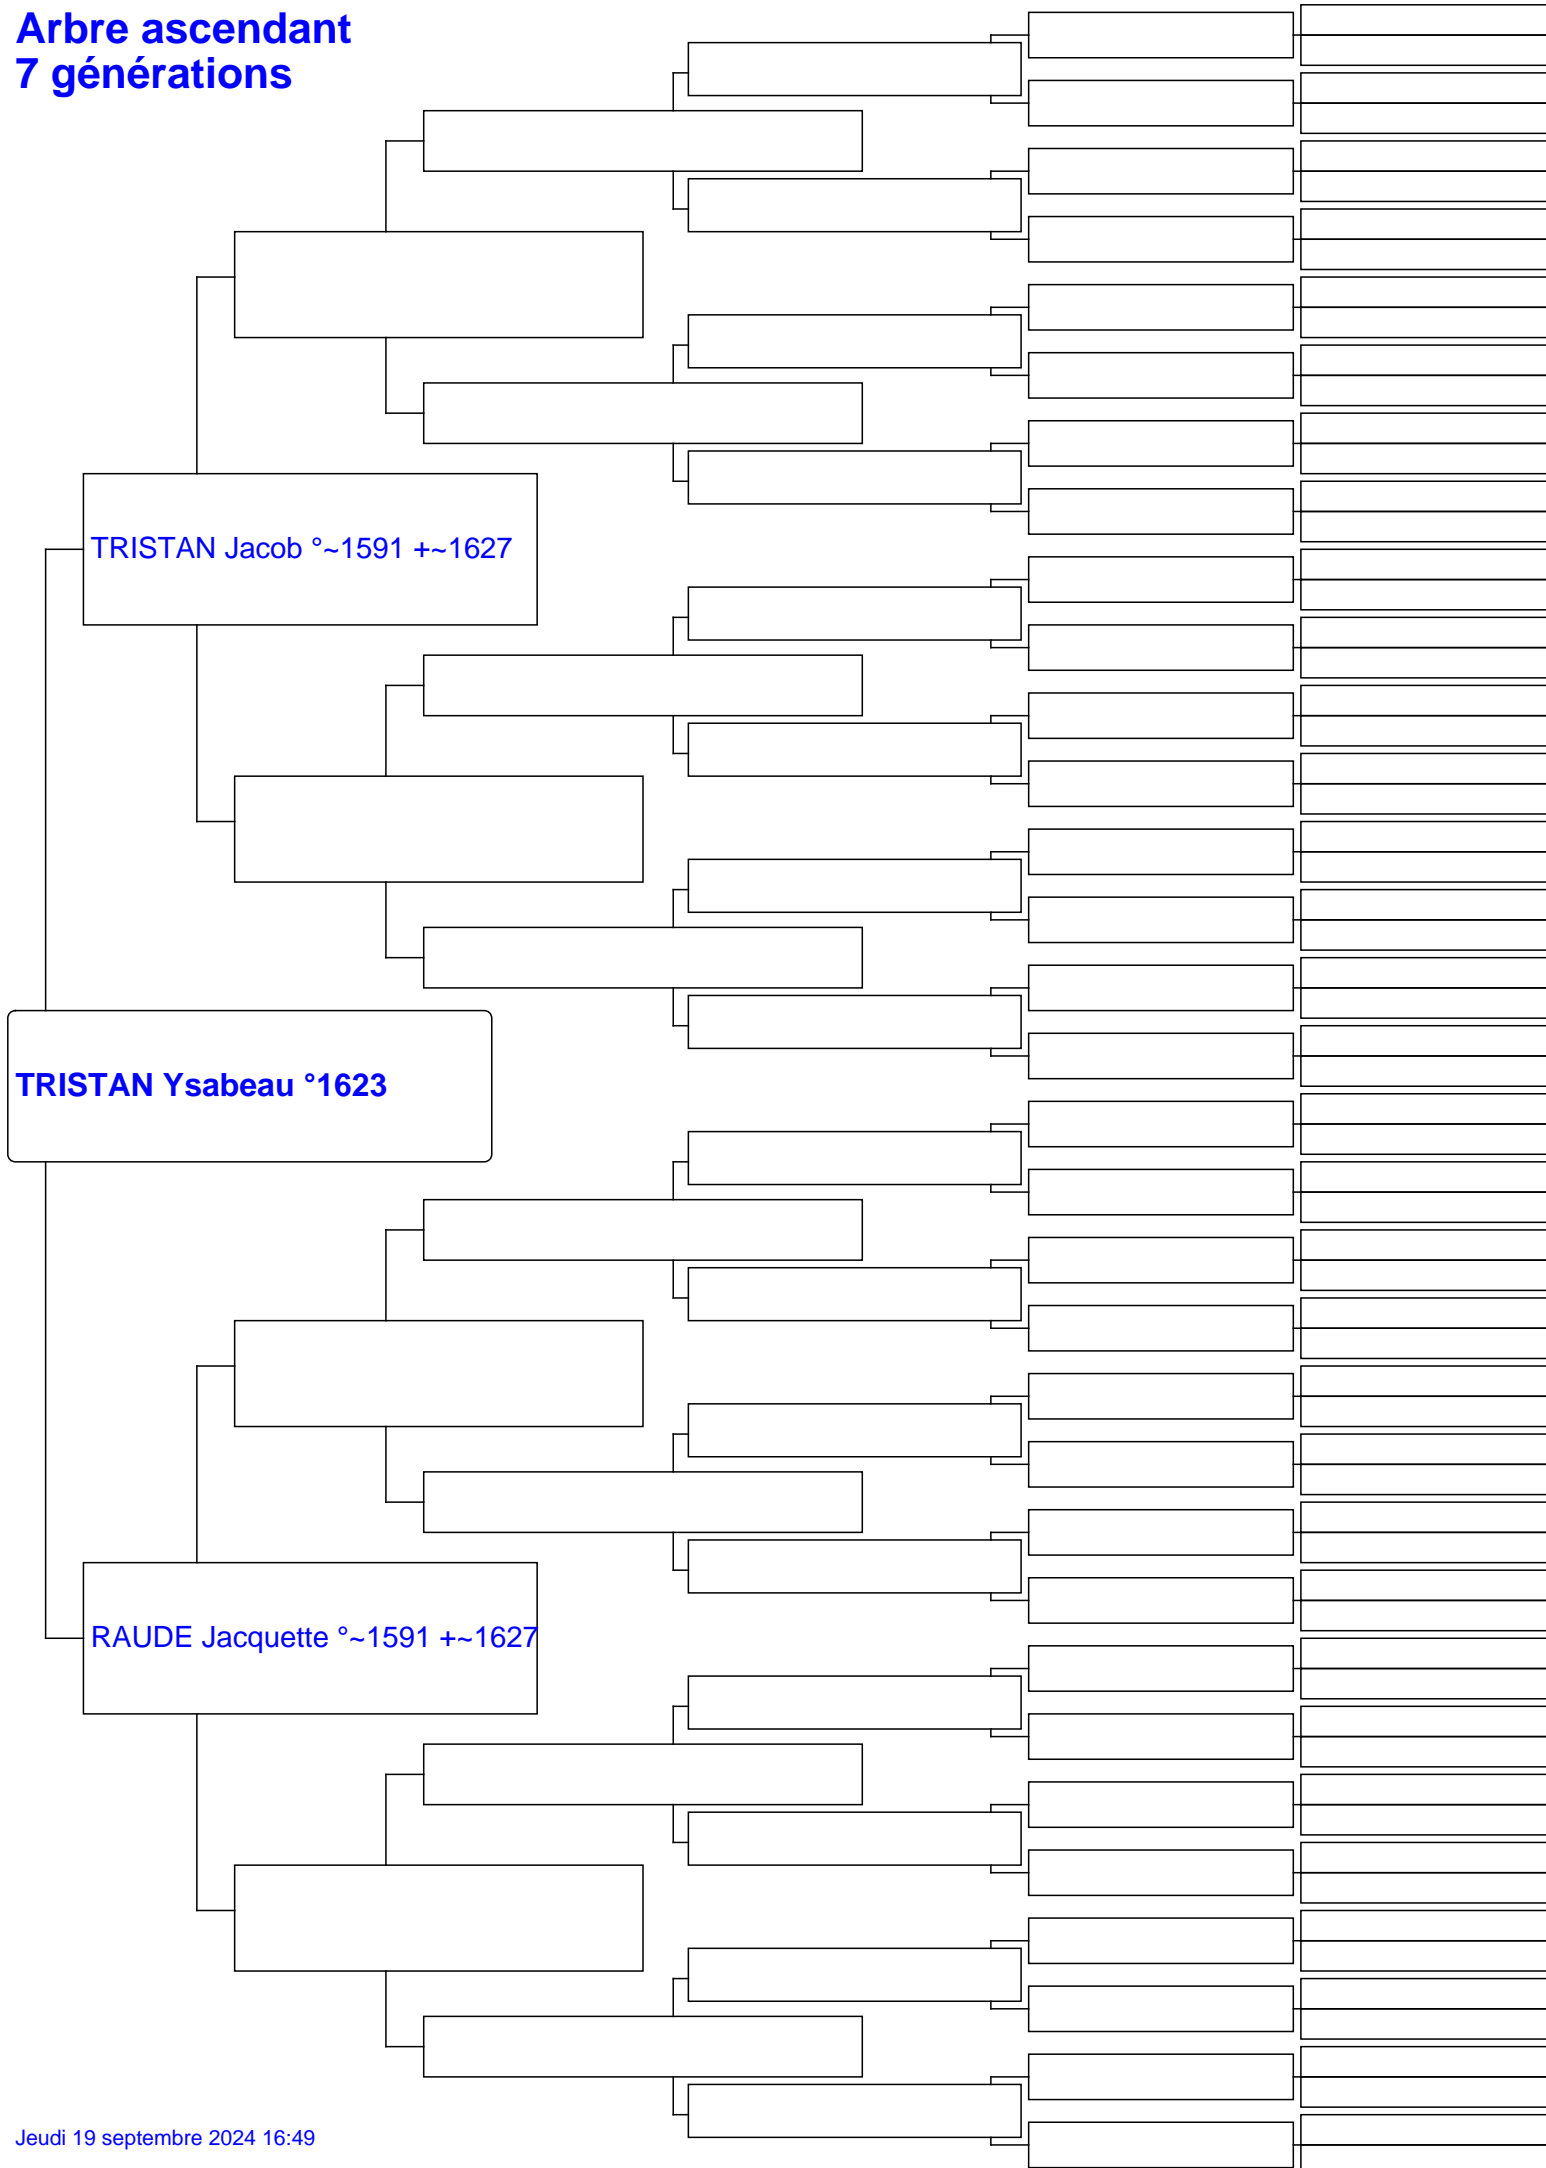 Arbre ascendant
7 générations
TRISTAN Jacob °~1591 +~1627
TRISTAN Ysabeau °1623
RAUDE Jacquette °~1591 +~1627
Jeudi 19 septembre 2024 16:49